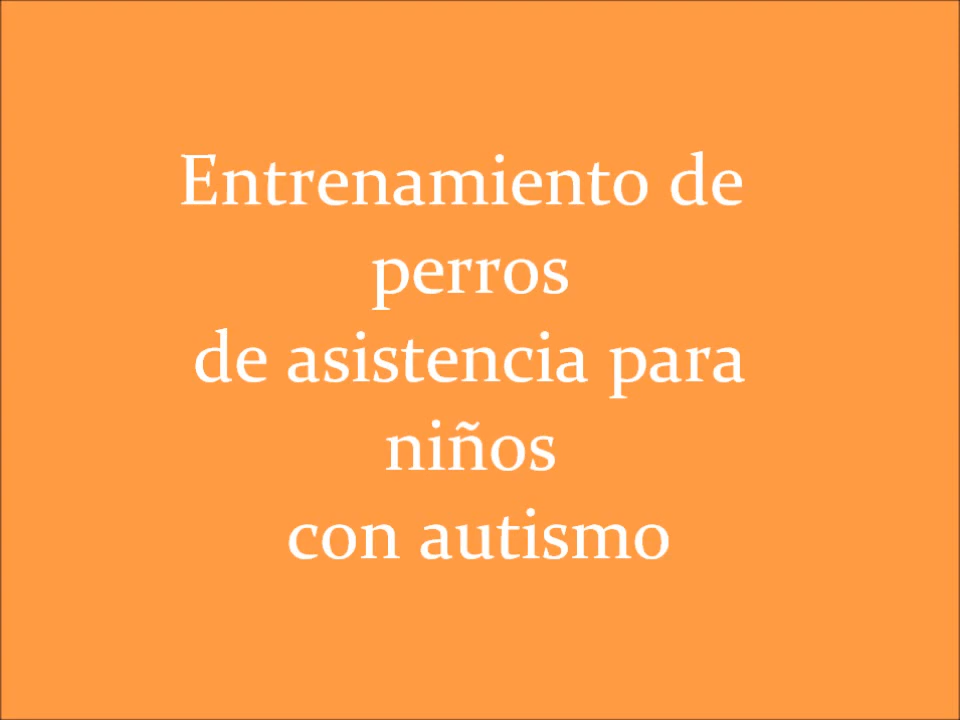 Entrenamiento de
perros
de asistencia para
niños
con autismo